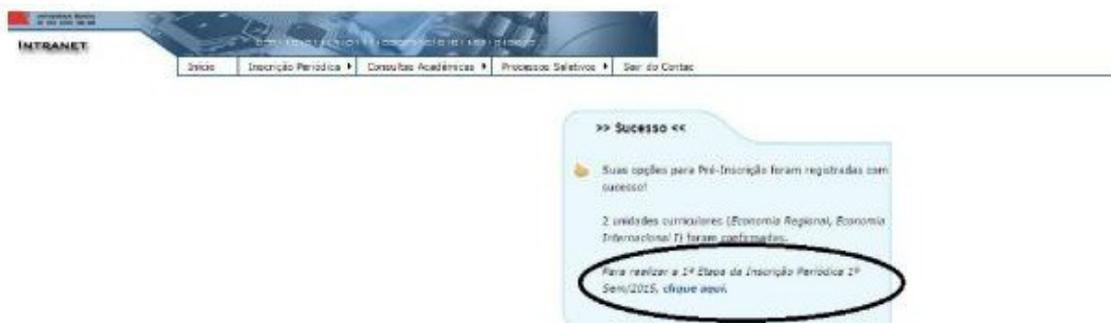 INTRANET
Início Inscrição Periódica Consultas Acadêmicas Processos Seletivos Sair do Contac
>> Sucesso <<
Suas opções para Pré-Inscrição foram registradas com
sucesso!
2 unidades curriculares (Economia Regional, Economia
Internacional I) foram confirmadas.
Para realizar a 1ª Etapa da Inscrição Periódica 1º
Sem/2015, clique aqui.